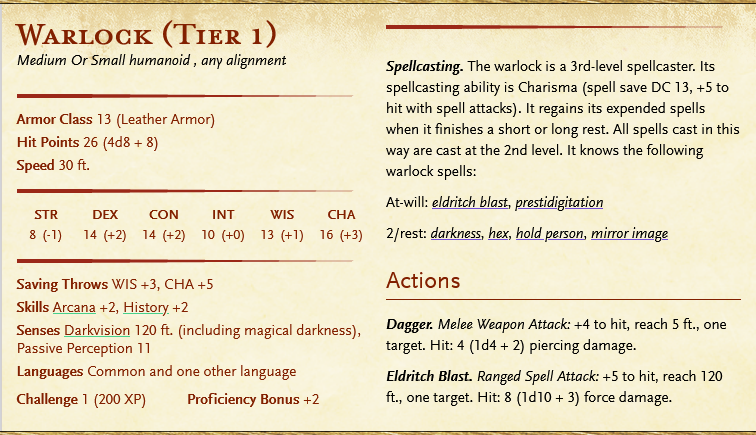 Warlock (Tier 1)
Medium Or Small humanoid , any alignment
Armor Class 13 (Leather Armor)
Hit Points 26 (4d8 + 8)
Speed 30 ft.
STR DEX CON INT WIS CHA
8 (-1) 14 (+2) 14 (+2) 10 (+0) 13 (+1) 16 (+3)
Saving Throws WIS +3, CHA +5
Skills Arcana +2, History +2
Senses Darkvision 120 ft. (including magical darkness),
Passive Perception 11
Languages Common and one other language
Challenge 1 (200 XP) Proficiency Bonus +2
Spellcasting. The warlock is a 3rd-level spellcaster. Its
spellcasting ability is Charisma (spell save DC 13, +5 to
hit with spell attacks). It regains its expended spells
when it finishes a short or long rest. All spells cast in this
way are cast at the 2nd level. It knows the following
warlock spells:
At-will: eldritch blast, prestidigitation
2/rest: darkness, hex, hold person, mirror image
Actions
Dagger. Melee Weapon Attack: +4 to hit, reach 5 ft., one
target. Hit: 4 (1d4 + 2) piercing damage.
Eldritch Blast. Ranged Spell Attack: +5 to hit, reach 120
ft., one target. Hit: 8 (1d10 + 3) force damage.